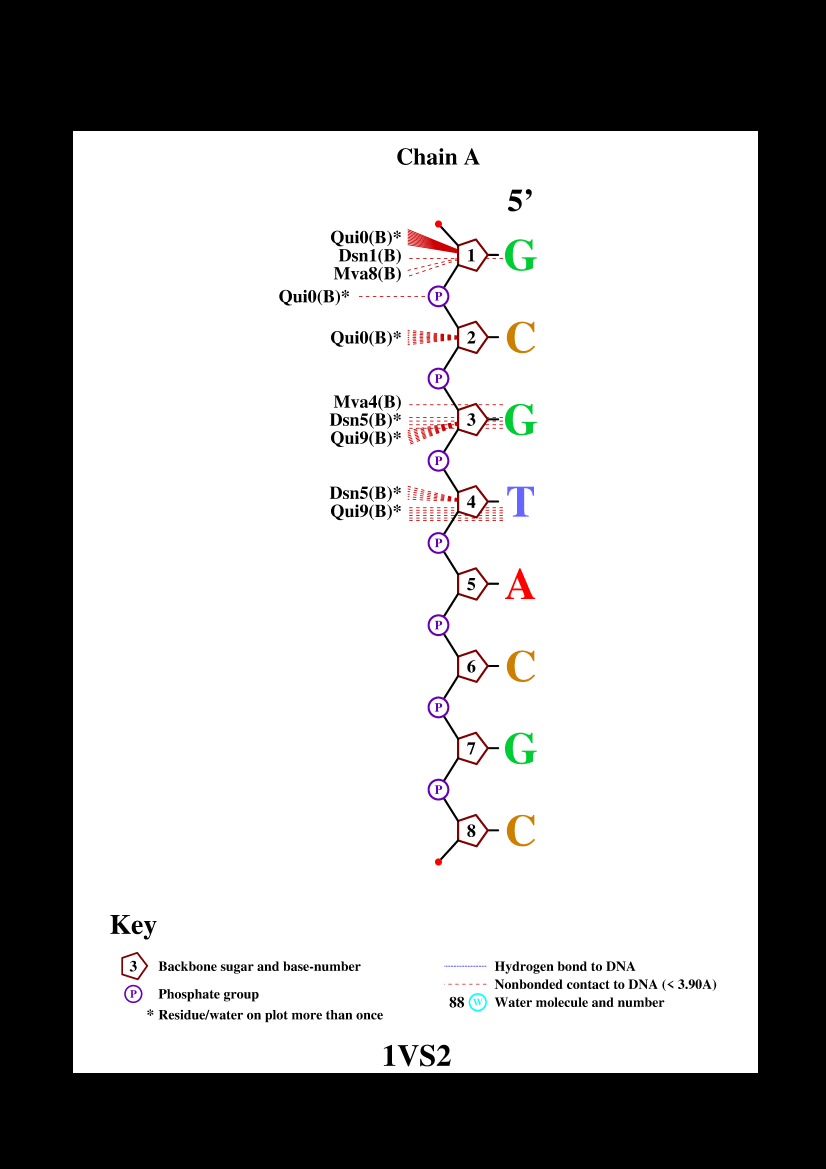 Chain A
5’
Qui0(B)*
Dsn1(B)
1 G
Mva8(B)
Qui0(B)* P
Qui0(B)* 2 C
P
Mva4(B)
Dsn5(B)* 3 G
Qui9(B)*
P
Dsn5(B)*
4 T
Qui9(B)*
P
5 A
P
6 C
P
7 G
P
8 C
Key
3 Backbone sugar and base-number
P Phosphate group
* Residue/water on plot more than once
Hydrogen bond to DNA
Nonbonded contact to DNA (< 3.90A)
88 W Water molecule and number
1VS2